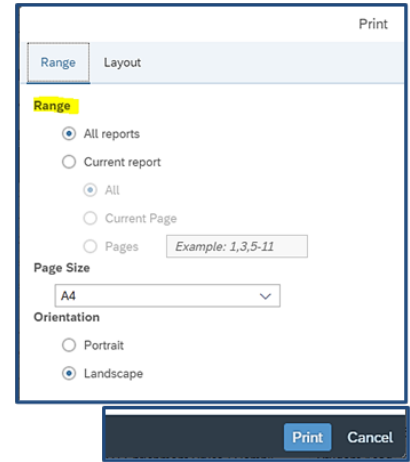 Print
Range Layout
Range
All reports
Current report
All
Current Page
Pages Example: 1,3,5-11
Page Size
A4
Orientation
Portrait
Landscape
Print Cancel